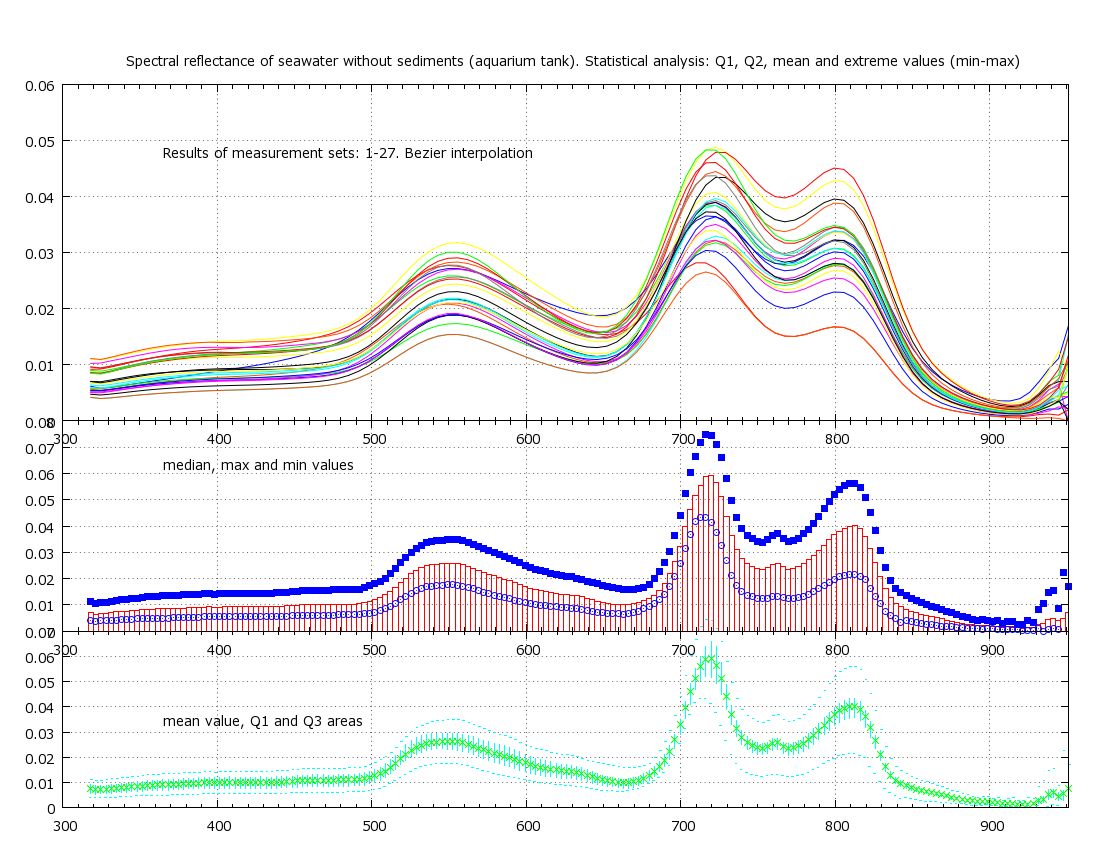 Spectral reflectance of seawater without sediments (aquarium tank). Statistical analysis: Q1, Q2, mean and extreme values (min-max)
0.06
0.05
Results of measurement sets: 1-27. Bezier interpolation
0.04
0.03
0.02
0.01
300 400 500 600 700 800 900
0.07
median, max and min values
0.06
0.05
0.04
0.03
0.02
0.01
300 400 500 600 700 800 900
0.06
0.05
0.04
mean value, Q1 and Q3 areas
0.03
0.02
0.01
0
300 400 500 600 700 800 900